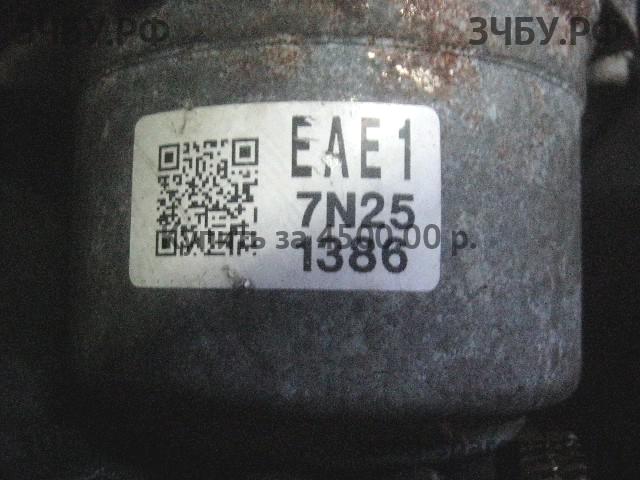 ЗЧБУ.РФ
ЗЧБУ.РФ
EAE1
7N25
Купить за 4500.00 р.
1386